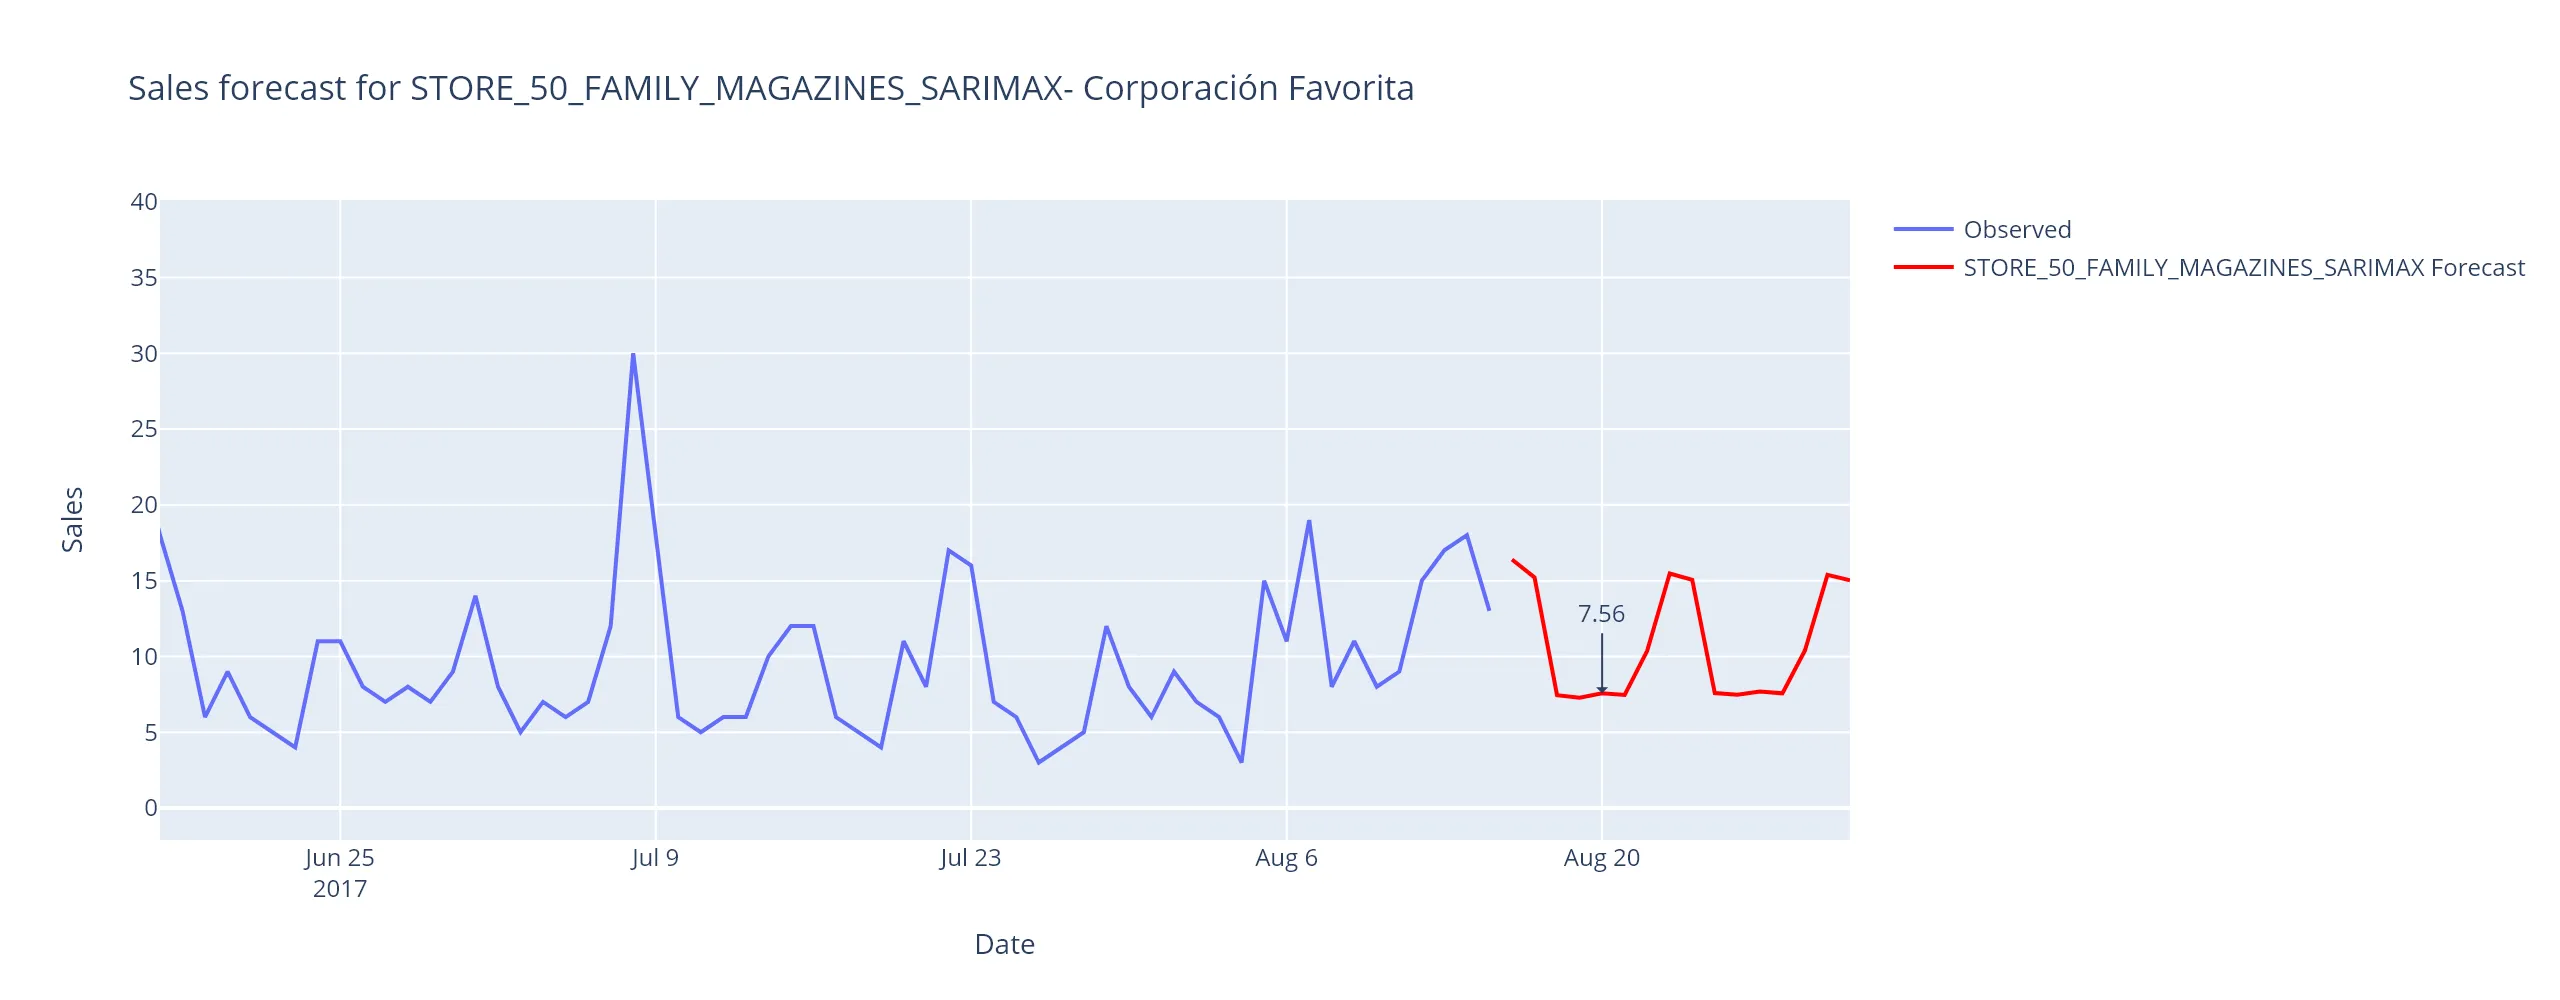 Sales forecast for STORE_50_FAMILY_MAGAZINES_SARIMAX- Corporación Favorita
40
35
30
25
20
15
10
5
0
Sales
7.56
Jun 25
2017
Jul 9
Jul 23
Aug 6
Aug 20
Date
Observed
STORE_50_FAMILY_MAGAZINES_SARIMAX Forecast